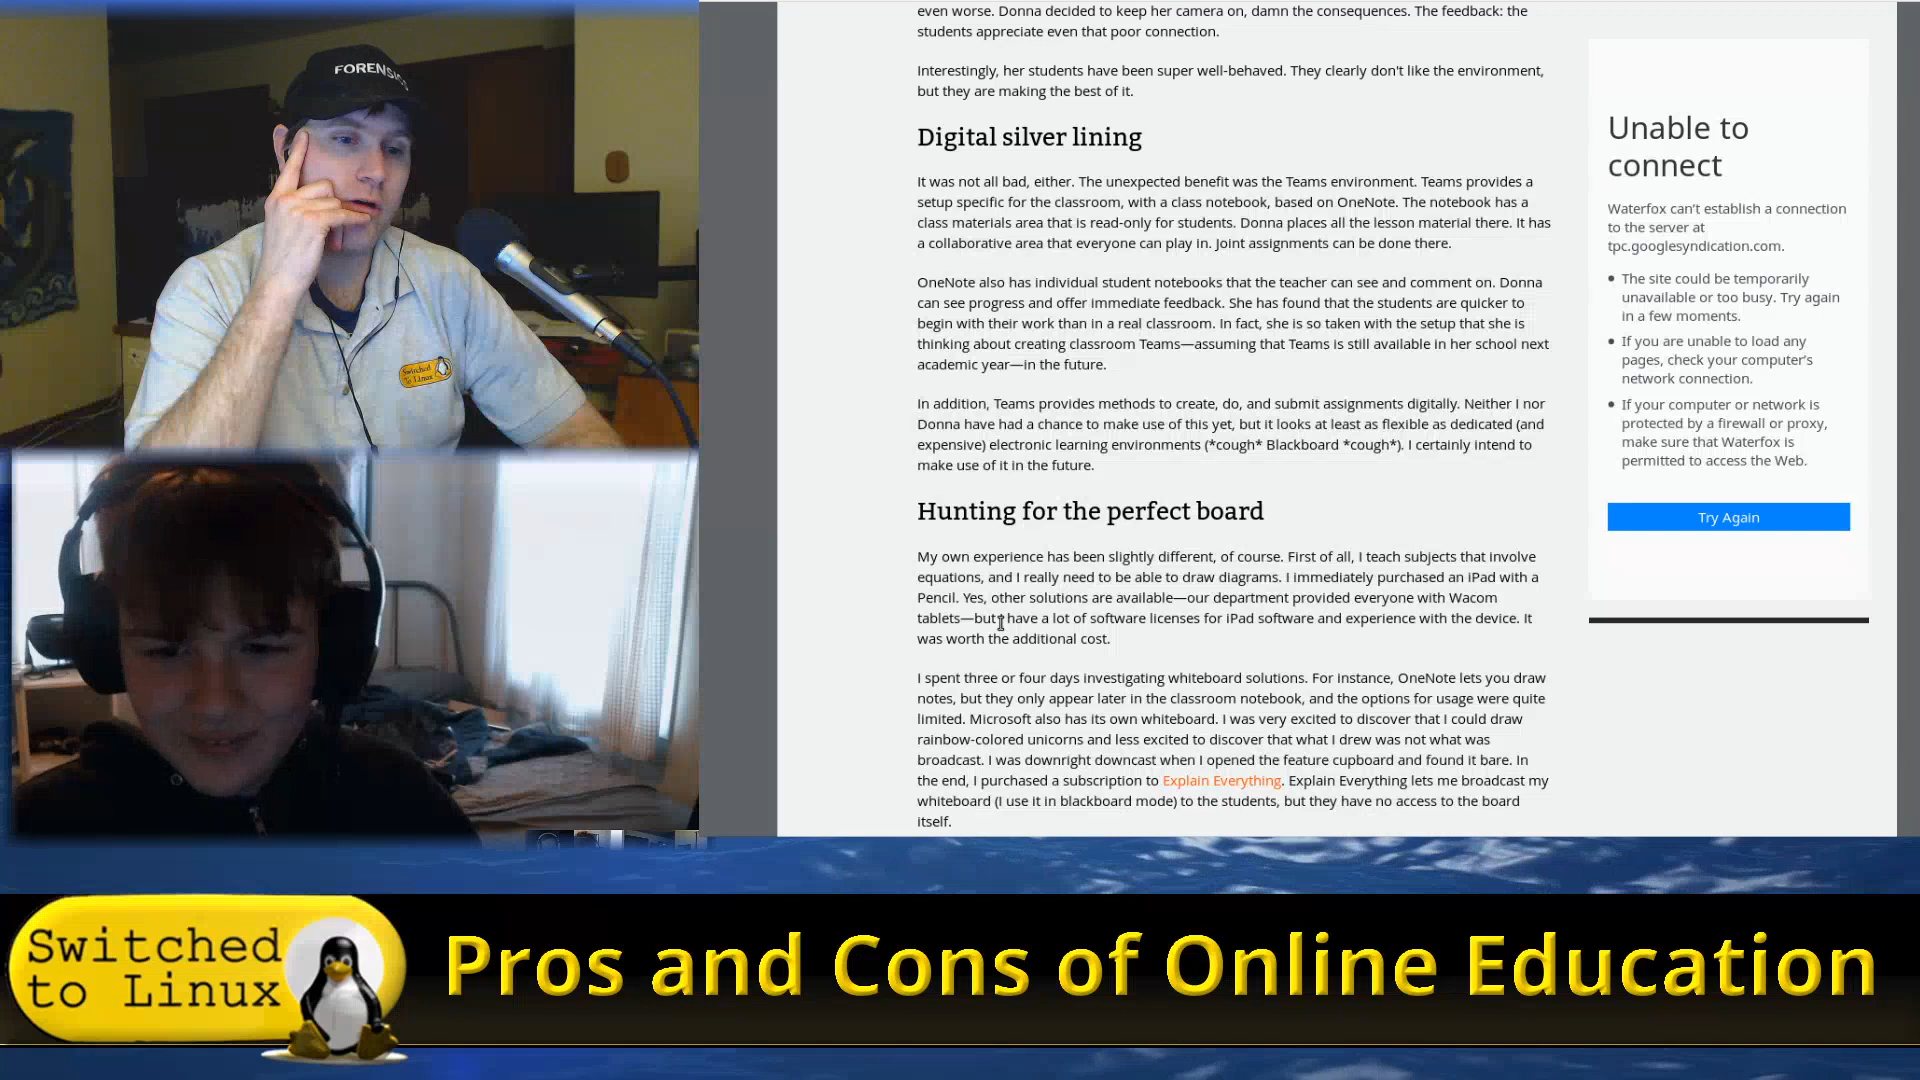 FORENSICS
Switched
to Linux
even worse. Donna decided to keep her camera on, damn the consequences. The feedback: the
students appreciate even that poor connection.
Interestingly, her students have been super well-behaved. They clearly don't like the environment,
but they are making the best of it.
Digital silver lining
It was not all bad, either. The unexpected benefit was the Teams environment. Teams provides a
setup specific for the classroom, with a class notebook, based on OneNote. The notebook has a
class materials area that is read-only for students. Donna places all the lesson material there. It has
a collaborative area that everyone can play in. Joint assignments can be done there.
OneNote also has individual student notebooks that the teacher can see and comment on. Donna
can see progress and offer immediate feedback. She has found that the students are quicker to
begin with their work than in a real classroom. In fact, she is so taken with the setup that she is
thinking about creating classroom Teams—assuming that Teams is still available in her school next
academic year—in the future.
In addition, Teams provides methods to create, do, and submit assignments digitally. Neither I nor
Donna have had a chance to make use of this yet, but it looks at least as flexible as dedicated (and
expensive) electronic learning environments (*cough* Blackboard *cough*). I certainly intend to
make use of it in the future.
Hunting for the perfect board
My own experience has been slightly different, of course. First of all, I teach subjects that involve
equations, and I really need to be able to draw diagrams. I immediately purchased an iPad with a
Pencil. Yes, other solutions are available—our department provided everyone with Wacom
tablets—but I have a lot of software licenses for iPad software and experience with the device. It
was worth the additional cost.
I spent three or four days investigating whiteboard solutions. For instance, OneNote lets you draw
notes, but they only appear later in the classroom notebook, and the options for usage were quite
limited. Microsoft also has its own whiteboard. I was very excited to discover that I could draw
rainbow-colored unicorns and less excited to discover that what I drew was not what was
broadcast. I was downright downcast when I opened the feature cupboard and found it bare. In
the end, I purchased a subscription to Explain Everything. Explain Everything lets me broadcast my
whiteboard (I use it in blackboard mode) to the students, but they have no access to the board
itself.
Unable to
connect
Waterfox can't establish a connection
to the server at
tpc.googlesyndication.com.
• The site could be temporarily
unavailable or too busy. Try again
in a few moments.
• If you are unable to load any
pages, check your computer's
network connection.
• If your computer or network is
protected by a firewall or proxy,
make sure that Waterfox is
permitted to access the Web.
Try Again
Switched
to Linux
Pros and Cons of Online Education